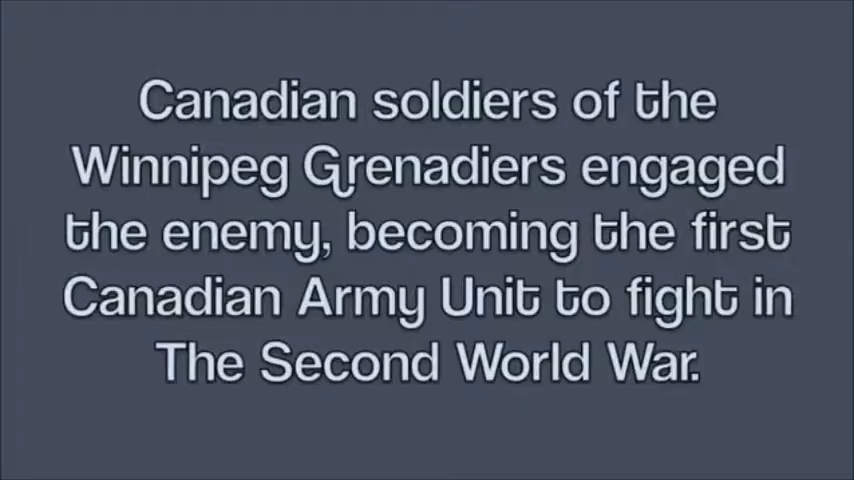 Canadian soldiers of the
Winnipeg Grenadiers engaged
the enemy, becoming the first
Canadian Army Unit to fight in
The Second World War.